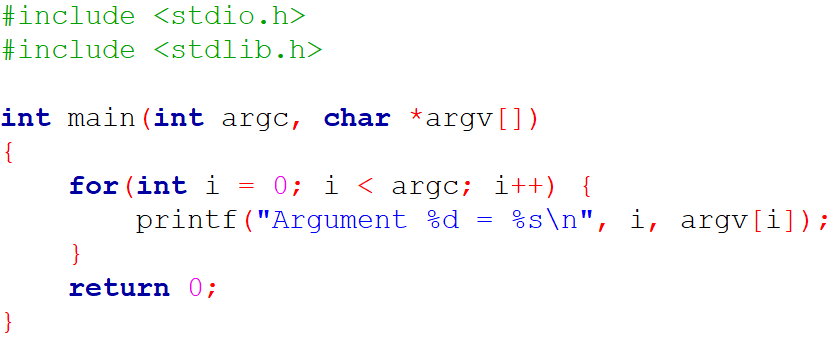 #include <stdio.h>
#include <stdlib.h>

int main(int argc, char *argv[])
{
    for(int i = 0; i < argc; i++) {
        printf("Argument %d = %s\n", i, argv[i]);
    }
    return 0;
}